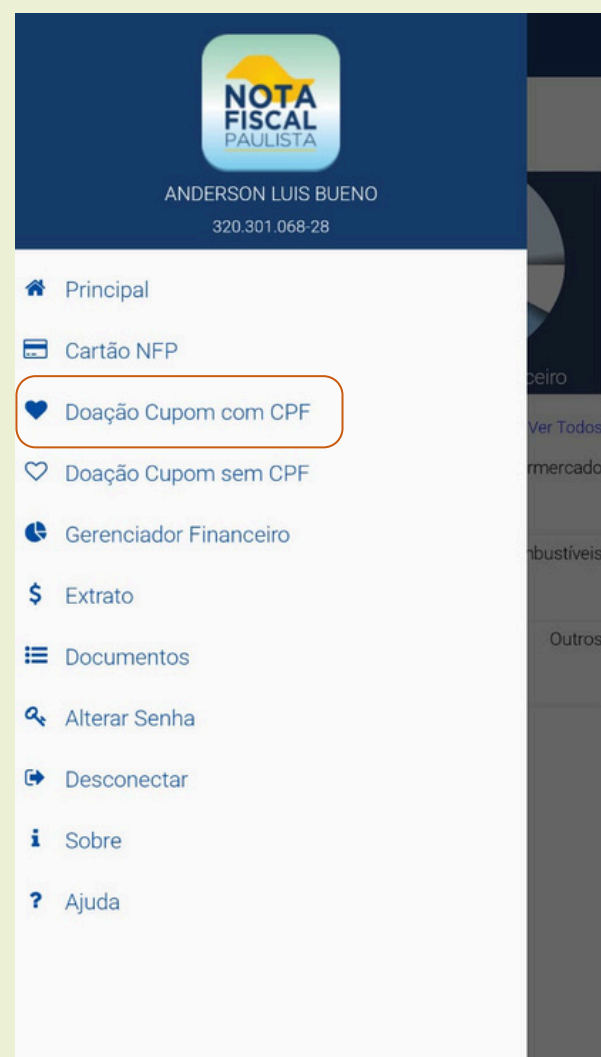 NOTA
FISCAL
PAULISTA
ANDERSON LUIS BUENO
320.301.068-28
Principal
Cartão NFP
Doação Cupom com CPF
Doação Cupom sem CPF
Gerenciador Financeiro
Extrato
Documentos
Alterar Senha
Desconectar
Sobre
Ajuda
ceiro
Ver Todos
rmercado
nbustíveis
Outros